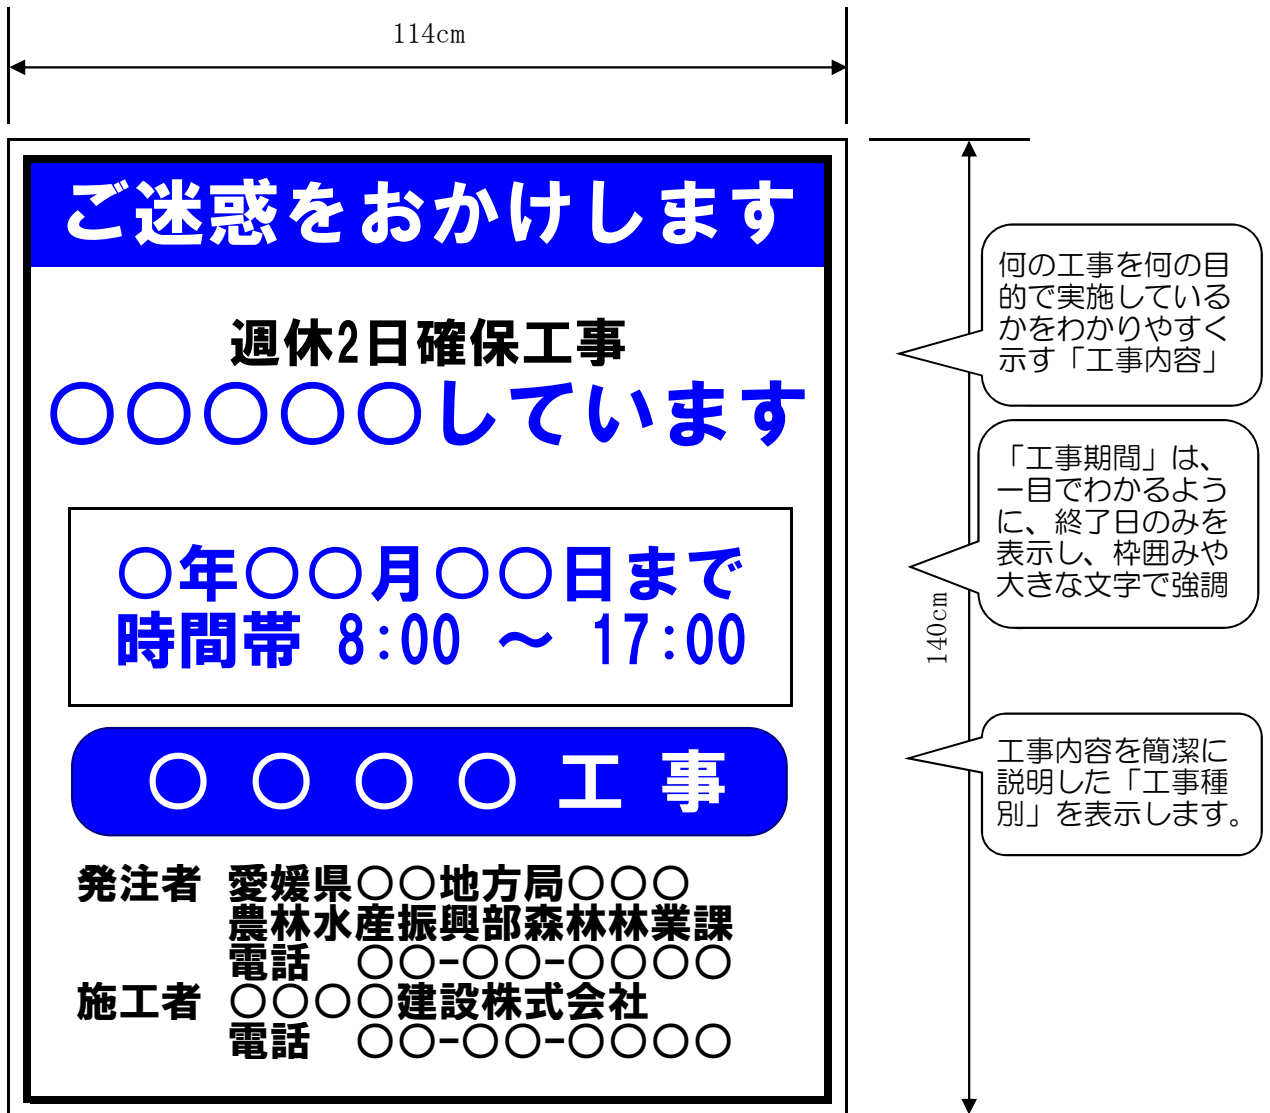 114cm
ご迷惑をおかけします
週休2日確保工事
○○○○○しています
○年○○月○○日まで
時間帯 8:00 ～ 17:00
○○○○工事
発注者 愛媛県○○地方局○○○
農林水産振興部森林林業課
電話 ○○-○○-○○○○
施工者 ○○○○建設株式会社
電話 ○○-○○-○○○○
何の工事を何の目
的で実施している
かをわかりやすく
示す「工事内容」
「工事期間」は、
一目でわかるよう
に、終了日のみを
表示し、枠囲みや
大きな文字で強調
140cm
工事内容を簡潔に
説明した「工事種
別」を表示します。